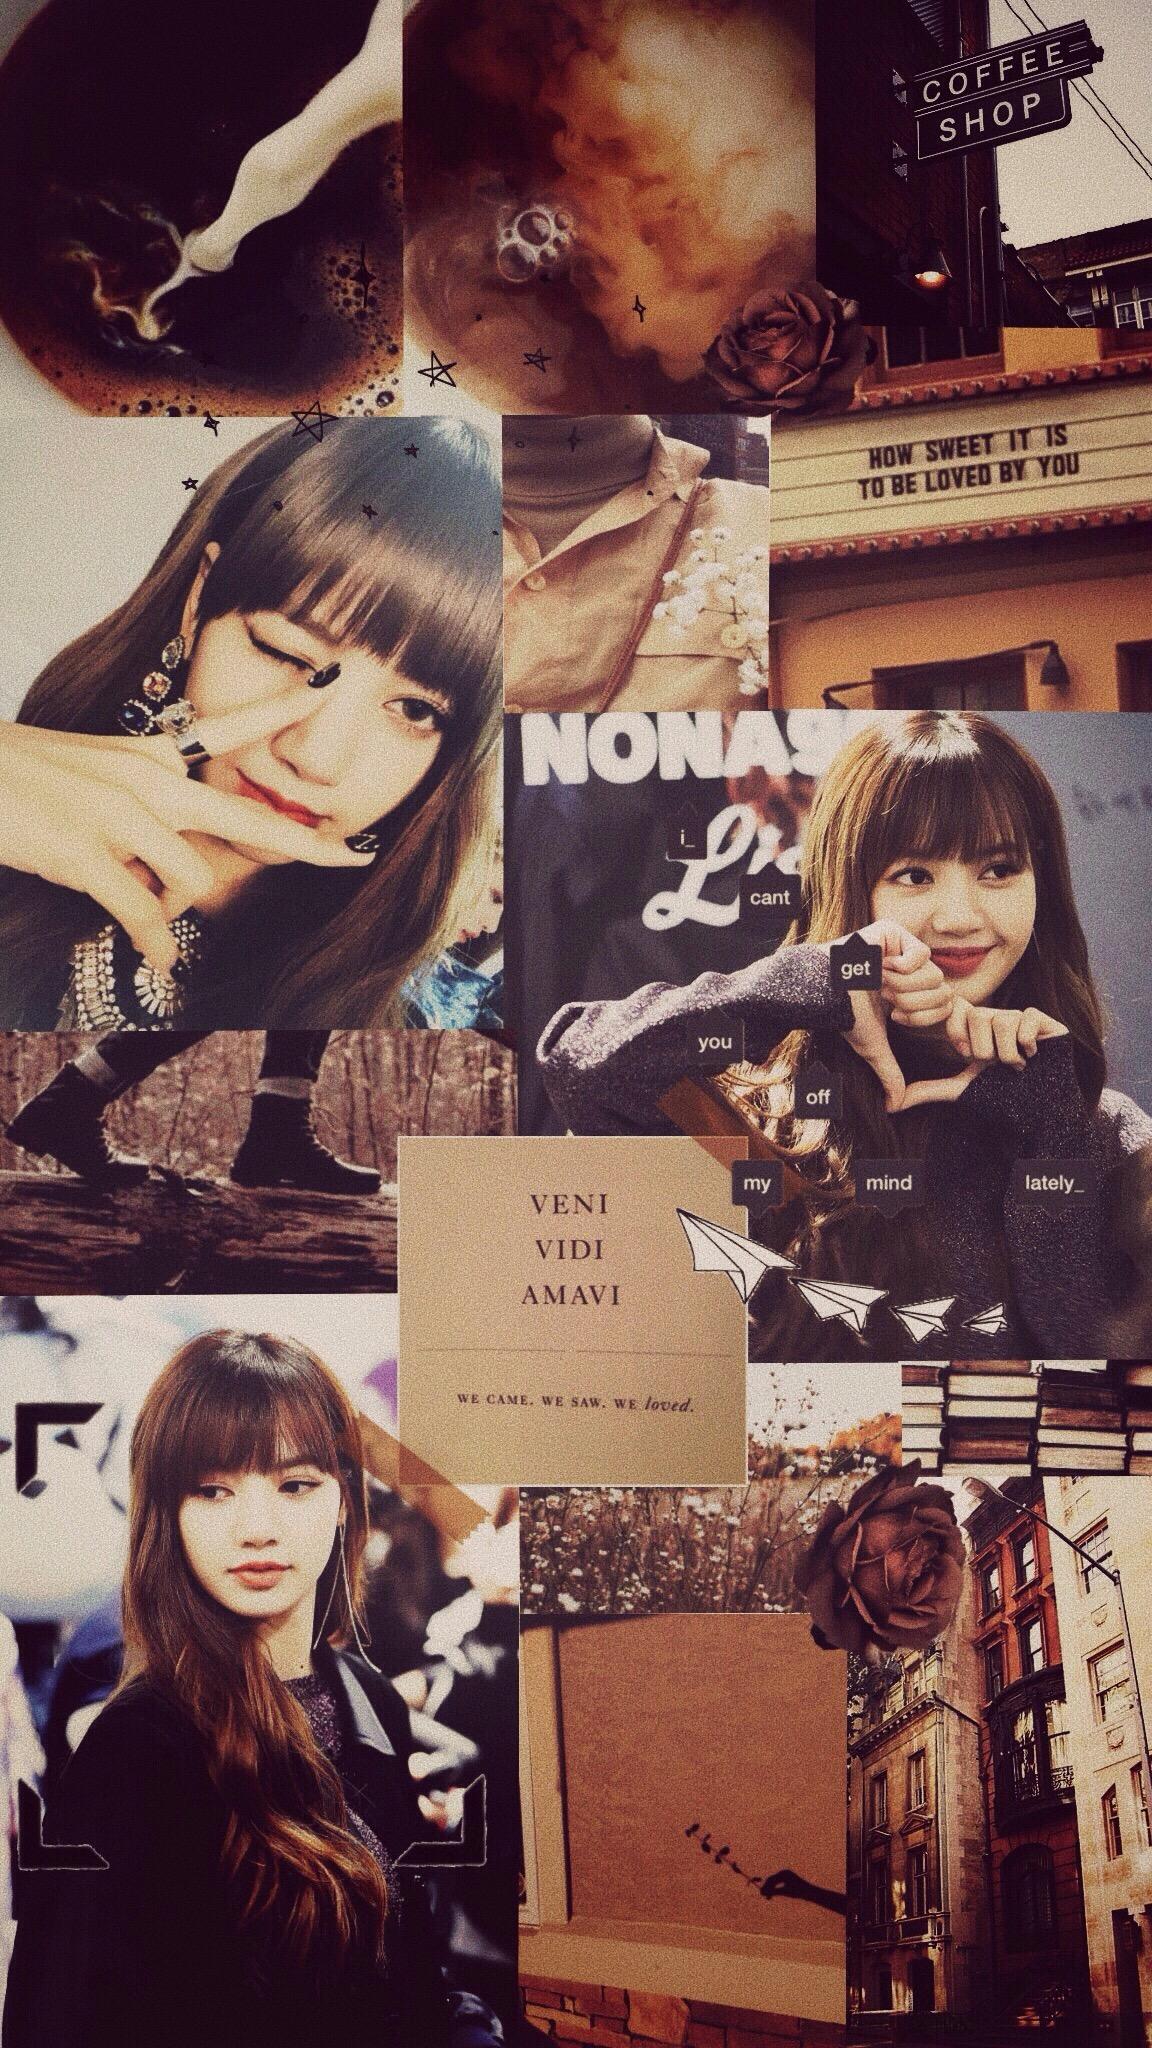 COFFEE
SHOP
HOW SWEET IT IS
TO BE LOVED BY YOU
i_
cant
get
you
off
my
mind
lately_
VENI
VIDI
AMAVI
WE CAME. WE SAW. WE loved.